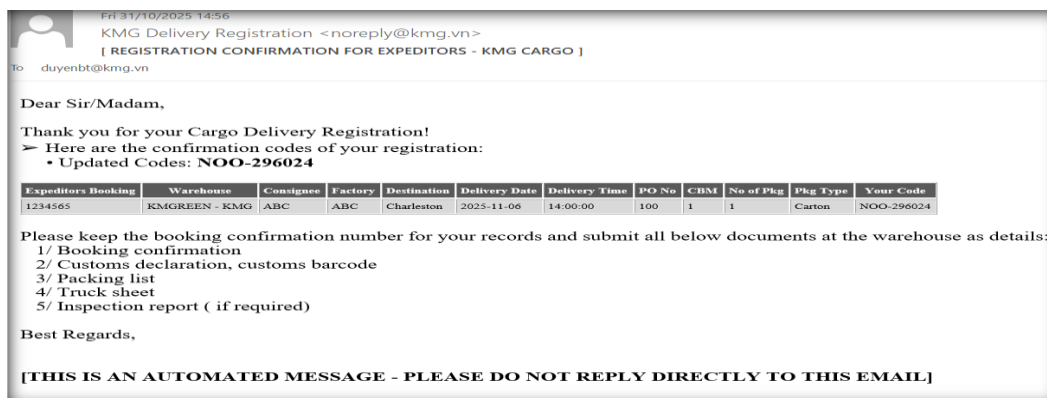 Fri 31/10/2025 14:56
KMG Delivery Registration <noreply@kmg.vn>
[ REGISTRATION CONFIRMATION FOR EXPEDITORS - KMG CARGO ]
To duyenbt@kmg.vn
Dear Sir/Madam,
Thank you for your Cargo Delivery Registration!
➢ Here are the confirmation codes of your registration:
• Updated Codes: NOO-296024
Expeditors Booking Warehouse Consignee Factory Destination Delivery Date Delivery Time PO No CBM No of Pkg Pkg Type Your Code
1234565 KMGREEN - KMG ABC ABC Charleston 2025-11-06 14:00:00 100 1 1 Carton NOO-296024
Please keep the booking confirmation number for your records and submit all below documents at the warehouse as details:
1/ Booking confirmation
2/ Customs declaration, customs barcode
3/ Packing list
4/ Truck sheet
5/ Inspection report ( if required)
Best Regards,
[THIS IS AN AUTOMATED MESSAGE - PLEASE DO NOT REPLY DIRECTLY TO THIS EMAIL]